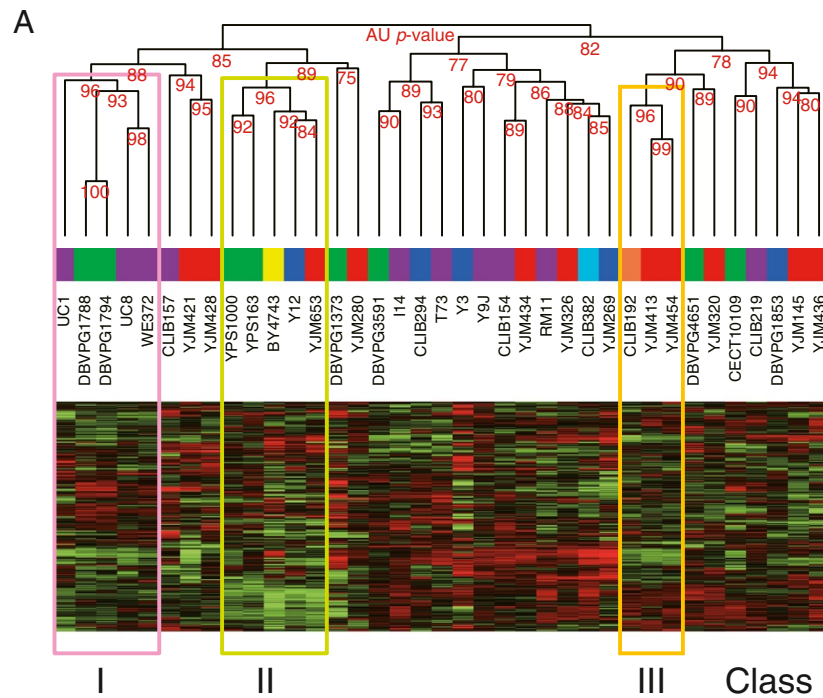 A
AU p-value
85
82
88
89
75
77
78
96
93
94
95
96
89
79
90
94
98
92
92
84
90
93
80
86
89
88
84
85
96
99
89
90
94
80
100
UC1
DBVPG1788
DBVPG1794
UC8
WE372
CLIB157
YJM421
YJM428
YPS1000
YPS163
BY4743
Y12
YJM653
DBVPG1373
YJM280
DBVPG3591
I14
CLIB294
T73
Y3
Y9J
CLIB154
YJM434
RM11
YJM326
CLIB382
YJM269
CLIB192
YJM413
YJM454
DBVPG4651
YJM320
CECT10109
CLIB219
DBVPG1853
YJM145
YJM436
I II III Class